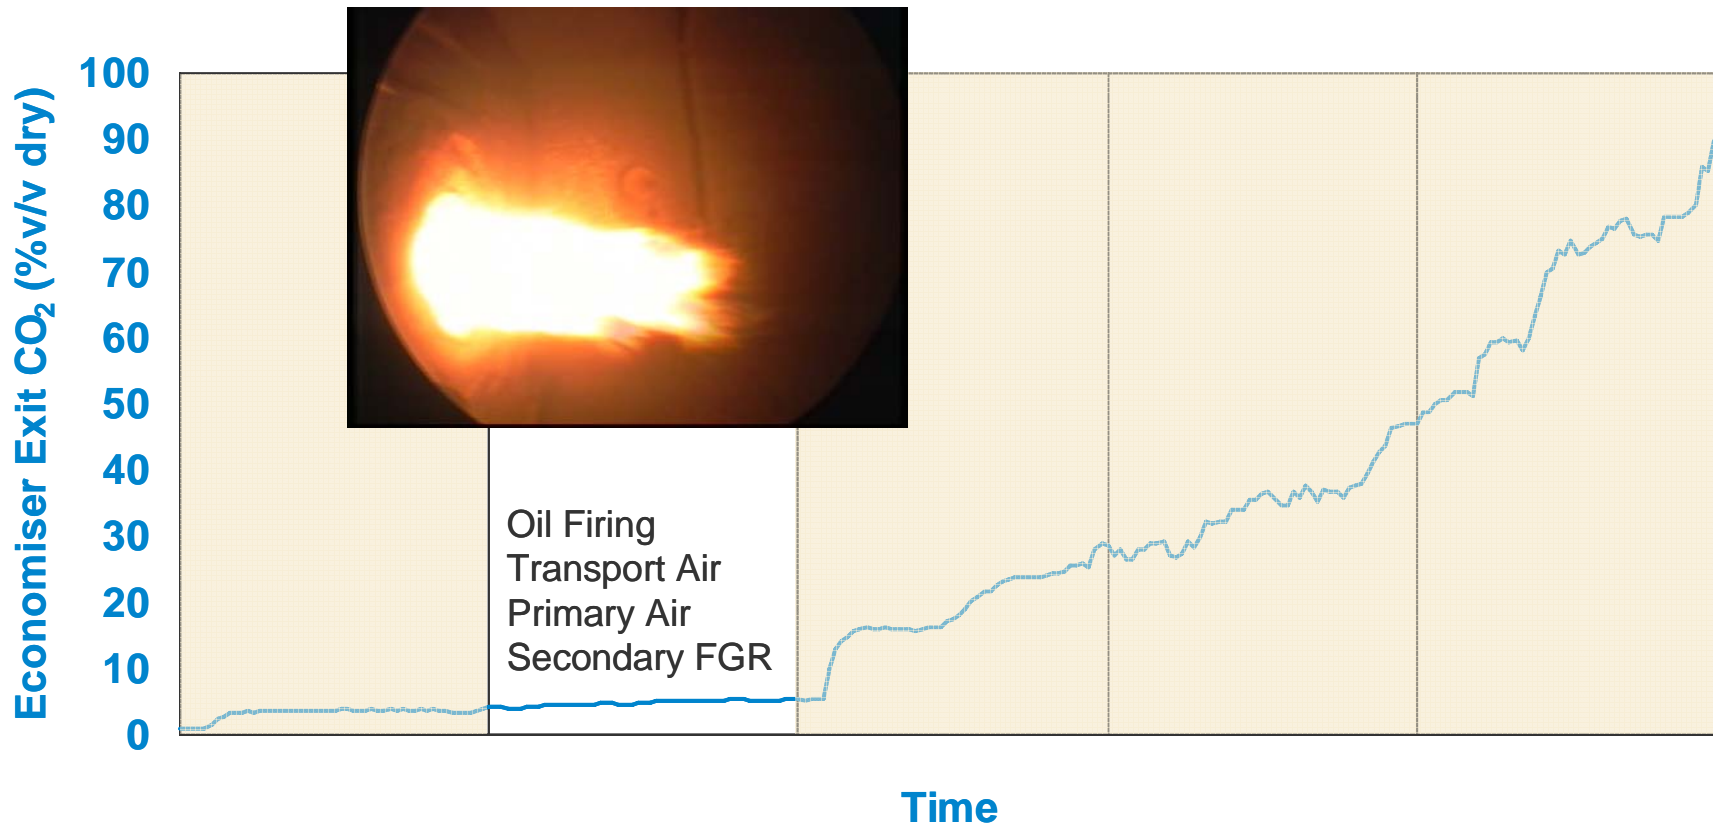 Economiser Exit CO₂ (%v/v dry)
100
90
80
70
60
50
40
30
20
10
0
Oil Firing
Transport Air
Primary Air
Secondary FGR
Time